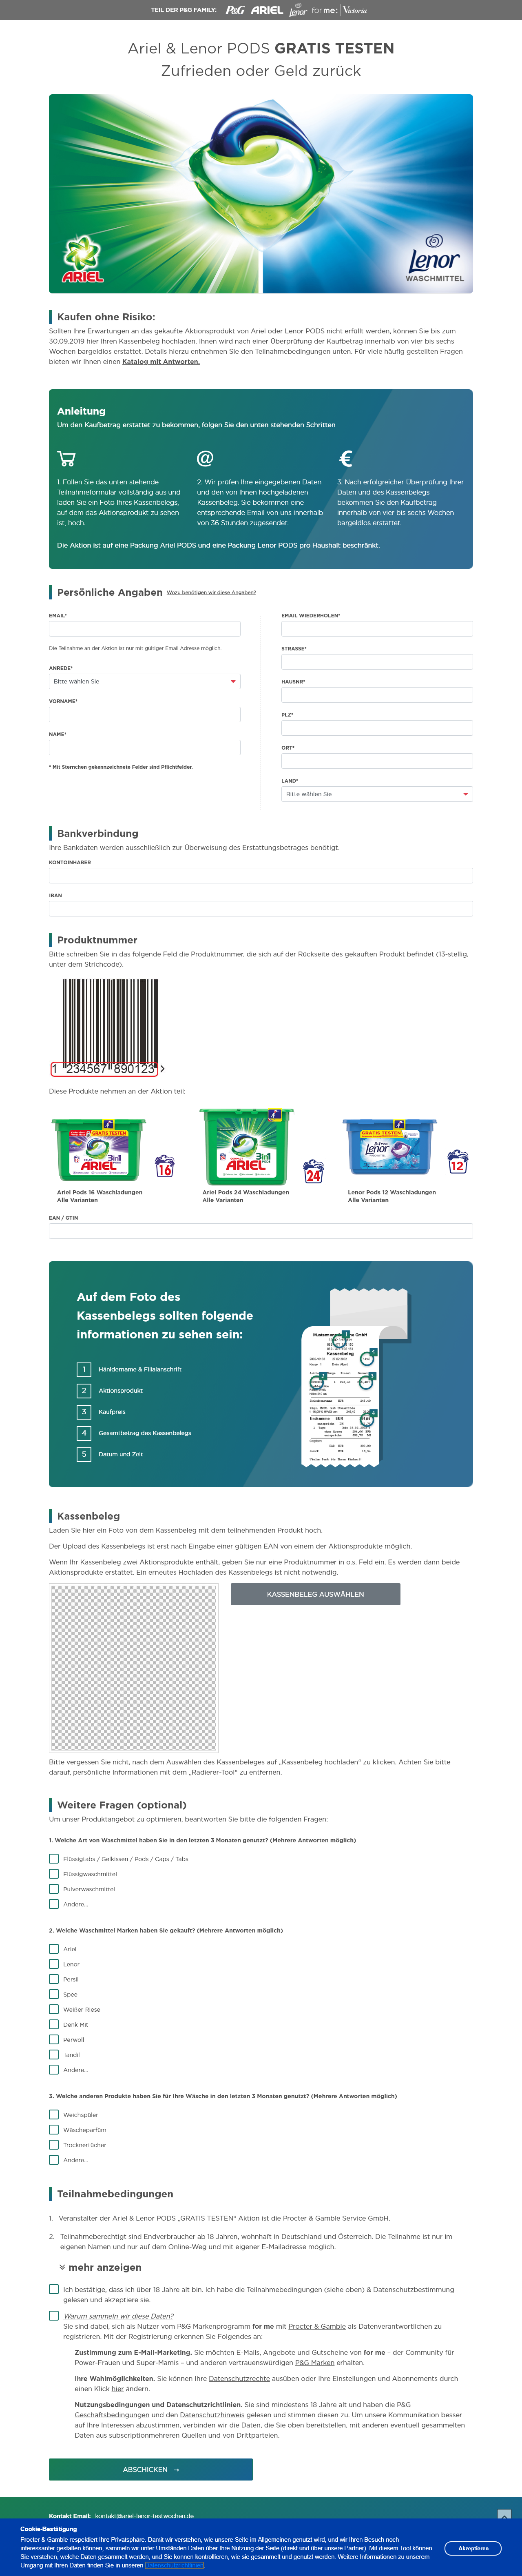 TEIL DER P&G FAMILY: P&G ARIEL Lenor for me: Victoria
Ariel & Lenor PODS GRATIS TESTEN
Zufrieden oder Geld zurück
ARIEL
Lenor
WASCHMITTEL
Kaufen ohne Risiko:
Sollten Ihre Erwartungen an das gekaufte Aktionsprodukt von Ariel oder Lenor PODS nicht erfüllt werden, können Sie bis zum
30.09.2019 hier Ihren Kassenbeleg hochladen. Ihnen wird nach einer Überprüfung der Kaufbetrag innerhalb von vier bis sechs
Wochen bargeldlos erstattet. Details hierzu entnehmen Sie den Teilnahmebedingungen unten. Für viele häufig gestellten Fragen
bieten wir Ihnen einen Katalog mit Antworten.
Anleitung
Um den Kaufbetrag erstattet zu bekommen, folgen Sie den unten stehenden Schritten
1. Füllen Sie das unten stehende
Teilnahmeformular vollständig aus und
laden Sie ein Foto Ihres Kassenbelegs,
auf dem das Aktionsprodukt zu sehen
ist, hoch.
2. Wir prüfen Ihre eingegebenen Daten
und den von Ihnen hochgeladenen
Kassenbeleg. Sie bekommen eine
entsprechende Email von uns innerhalb
von 36 Stunden zugesendet.
3. Nach erfolgreicher Überprüfung Ihrer
Daten und des Kassenbelegs
bekommen Sie den Kaufbetrag
innerhalb von vier bis sechs Wochen
bargeldlos erstattet.
Die Aktion ist auf eine Packung Ariel PODS und eine Packung Lenor PODS pro Haushalt beschränkt.
Persönliche Angaben Wozu benötigen wir diese Angaben?
EMAIL*
Die Teilnahme an der Aktion ist nur mit gültiger Email Adresse möglich.
ANREDE*
Bitte wählen Sie
VORNAME*
NAME*
* Mit Sternchen gekennzeichnete Felder sind Pflichtfelder.
EMAIL WIEDERHOLEN*
STRASSE*
HAUSNR*
PLZ*
ORT*
LAND*
Bitte wählen Sie
Bankverbindung
Ihre Bankdaten werden ausschließlich zur Überweisung des Erstattungsbetrages benötigt.
KONTOINHABER
IBAN
Produktnummer
Bitte schreiben Sie in das folgende Feld die Produktnummer, die sich auf der Rückseite des gekauften Produkt befindet (13-stellig,
unter dem Strichcode).
1 234567 890123 >
Diese Produkte nehmen an der Aktion teil:
GRATIS TESTEN ARIEL 3in1 16
ARIEL 3in1 24
GRATIS TESTEN Lenor 12
Ariel Pods 16 Waschladungen
Alle Varianten
Ariel Pods 24 Waschladungen
Alle Varianten
Lenor Pods 12 Waschladungen
Alle Varianten
EAN / GTIN
Auf dem Foto des
Kassenbelegs sollten folgende
informationen zu sehen sein:
1 Händlername & Filialanschrift
2 Aktionsprodukt
3 Kaufpreis
4 Gesamtbetrag des Kassenbelegs
5 Datum und Zeit
Kassenbeleg
Kassenbeleg
Laden Sie hier ein Foto von dem Kassenbeleg mit dem teilnehmenden Produkt hoch.
Der Upload des Kassenbelegs ist erst nach Eingabe einer gültigen EAN von einem der Aktionsprodukte möglich.
Wenn Ihr Kassenbeleg zwei Aktionsprodukte enthält, geben Sie nur eine Produktnummer in o.s. Feld ein. Es werden dann beide
Aktionsprodukte erstattet. Ein erneutes Hochladen des Kassenbelegs ist nicht notwendig.
KASSENBELEG AUSWÄHLEN
Bitte vergessen Sie nicht, nach dem Auswählen des Kassenbeleges auf „Kassenbeleg hochladen“ zu klicken. Achten Sie bitte
darauf, persönliche Informationen mit dem „Radierer-Tool“ zu entfernen.
Weitere Fragen (optional)
Um unser Produktangebot zu optimieren, beantworten Sie bitte die folgenden Fragen:
1. Welche Art von Waschmittel haben Sie in den letzten 3 Monaten genutzt? (Mehrere Antworten möglich)
Flüssigtabs / Gelkissen / Pods / Caps / Tabs
Flüssigwaschmittel
Pulverwaschmittel
Andere...
2. Welche Waschmittel Marken haben Sie gekauft? (Mehrere Antworten möglich)
Ariel
Lenor
Persil
Spee
Weißer Riese
Denk Mit
Perwoll
Tandil
Andere...
3. Welche anderen Produkte haben Sie für Ihre Wäsche in den letzten 3 Monaten genutzt? (Mehrere Antworten möglich)
Weichspüler
Wäscheparfüm
Trocknertücher
Andere...
Teilnahmebedingungen
1. Veranstalter der Ariel & Lenor PODS „GRATIS TESTEN“ Aktion ist die Procter & Gamble Service GmbH.
2. Teilnahmeberechtigt sind Endverbraucher ab 18 Jahren, wohnhaft in Deutschland und Österreich. Die Teilnahme ist nur im
eigenen Namen und nur auf dem Online-Weg und mit eigener E-Mailadresse möglich.
mehr anzeigen
Ich bestätige, dass ich über 18 Jahre alt bin. Ich habe die Teilnahmebedingungen (siehe oben) & Datenschutzbestimmung
gelesen und akzeptiere sie.
Warum sammeln wir diese Daten?
Sie sind dabei, sich als Nutzer vom P&G Markenprogramm for me mit Procter & Gamble als Datenverantwortlichen zu
registrieren. Mit der Registrierung erkennen Sie Folgendes an:
Zustimmung zu E-Mail-Marketing. Sie möchten E-Mails, Angebote und Gutscheine von for me – der Community für
Power-Frauen und Super-Mamis – und anderen vertrauenswürdigen P&G Marken erhalten.
Ihre Wahlmöglichkeiten. Sie können Ihre Datenschutzrechte ausüben oder Ihre Einstellungen und Abonnements durch
einen Klick hier ändern.
Nutzungsbedingungen und Datenschutzrichtlinien. Sie sind mindestens 18 Jahre alt und haben die P&G
Geschäftsbedingungen und den Datenschutzhinweis gelesen und stimmen diesen zu. Um unsere Kommunikation besser
auf Ihre Interessen abzustimmen, verbinden wir die Daten, die Sie oben bereitstellen, mit anderen eventuell gesammelten
Daten aus subscriptionmehreren Quellen und von Drittparteien.
ABSCHICKEN →
Kontakt Email: kontakt@ariel-lenor-testwochen.de
Cookie-Bestätigung
Procter & Gamble respektiert Ihre Privatsphäre. Damit wir verstehen, wie unsere Seite im Allgemeinen genutzt wird, und wir Ihren Besuch noch
interessanter gestalten können, sammeln wir unter Umständen Daten über Ihre Nutzung der Seite (direkt und über unsere Partner). Mit diesem Tool können
Sie verstehen, welche Daten gesammelt werden, und Sie können kontrollieren, wie sie gesammelt und genutzt werden. Weitere Informationen zu unserem
Umgang mit Ihren Daten finden Sie in unseren
Akzeptieren